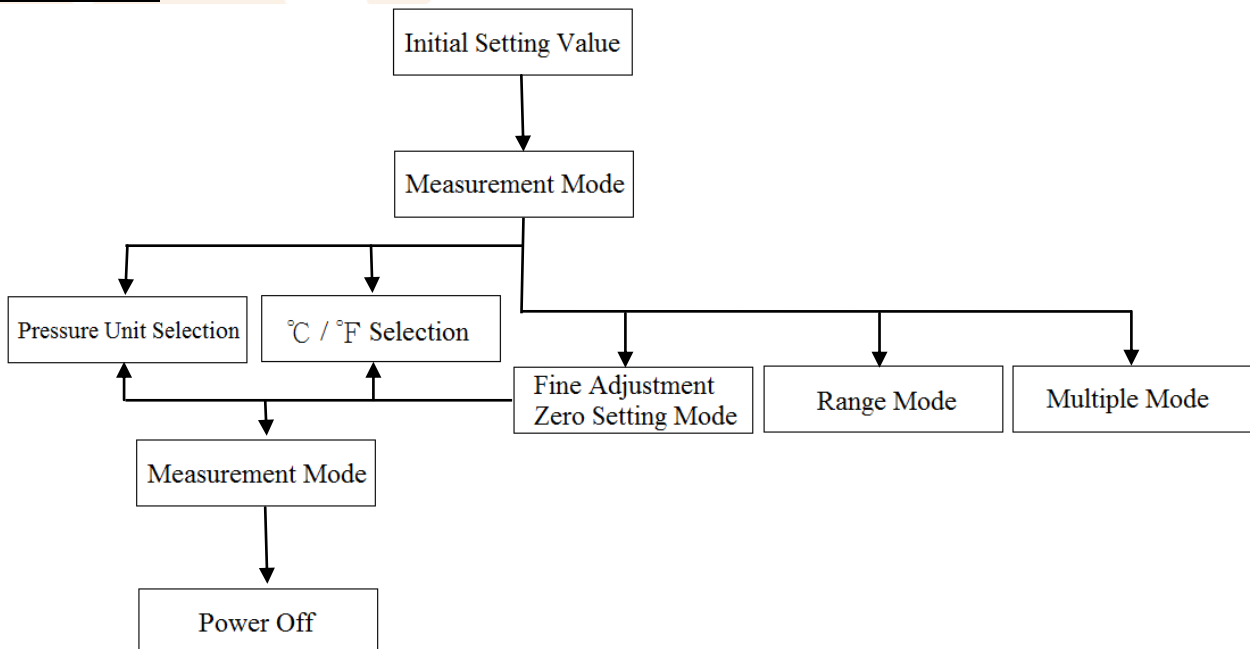 Initial Setting Value
Measurement Mode
Pressure Unit Selection
℃ / ℉ Selection
Fine Adjustment
Zero Setting Mode
Range Mode
Multiple Mode
Measurement Mode
Power Off